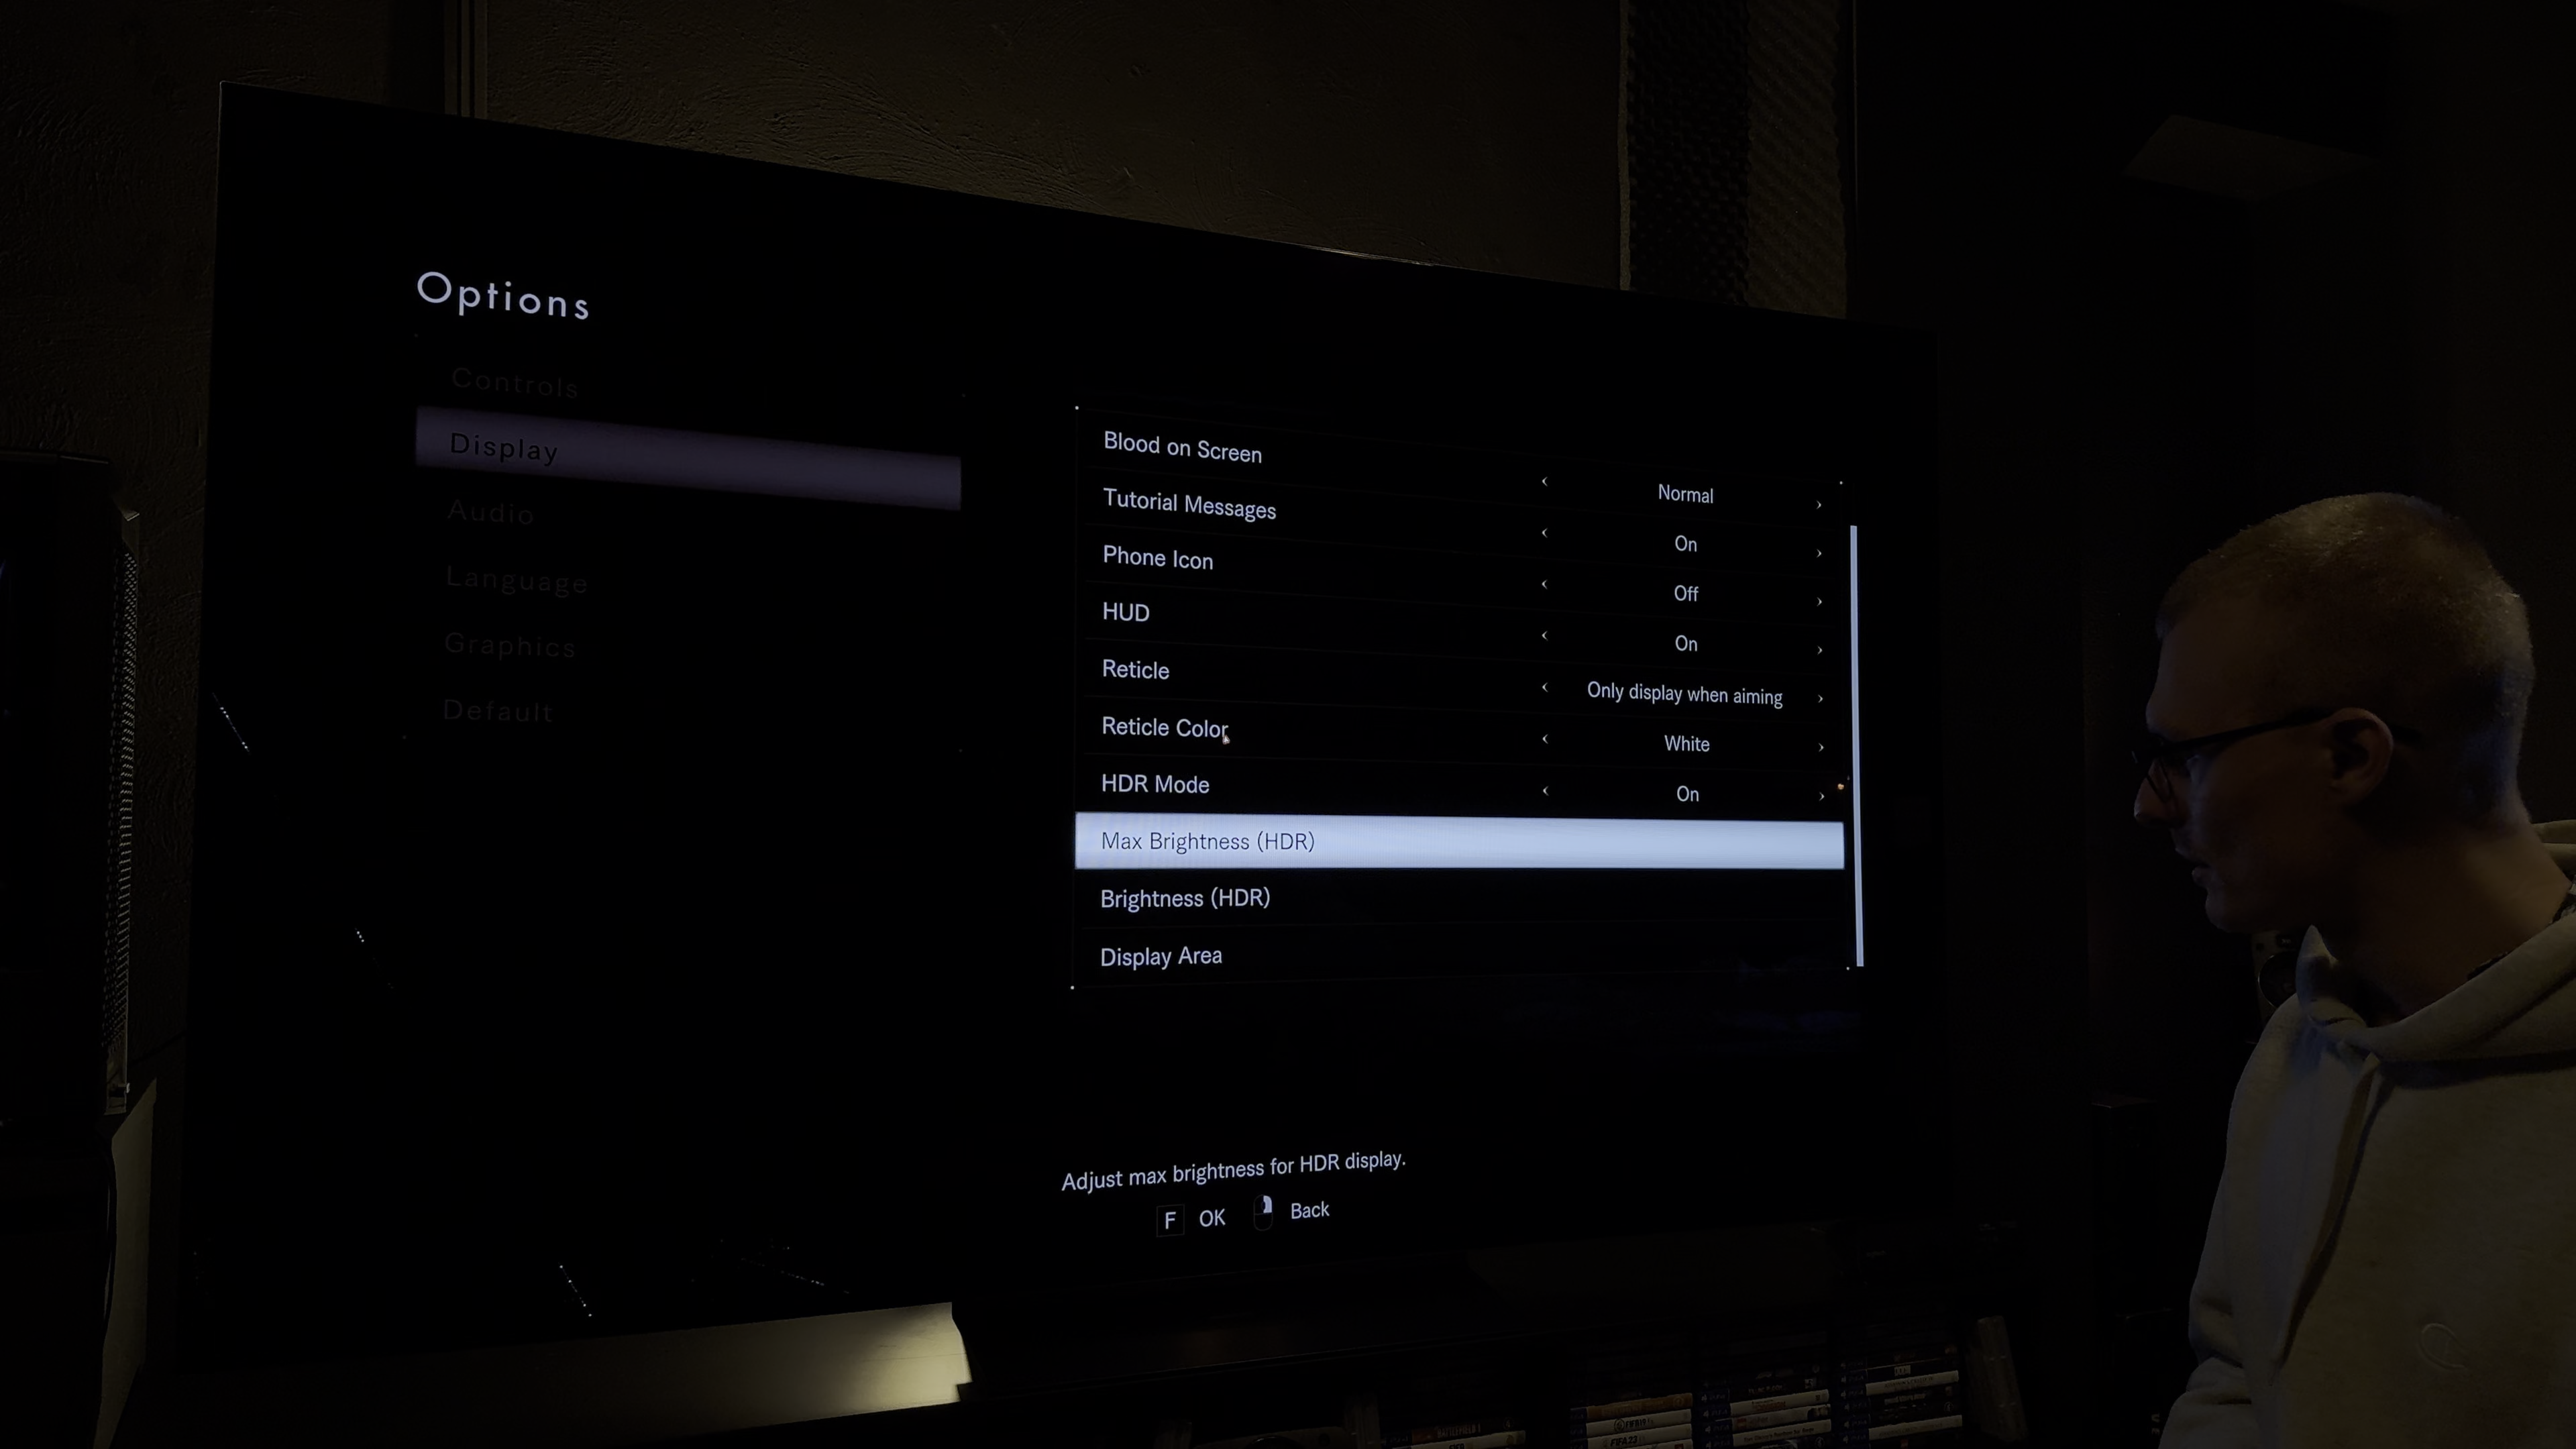 Options
Controls
Display
Audio
Language
Graphics
Default
Blood on Screen
‹ Normal ›
Tutorial Messages
‹ On ›
Phone Icon
‹ Off ›
HUD
‹ On ›
Reticle
‹ Only display when aiming ›
Reticle Color
‹ White ›
HDR Mode
‹ On ›
Max Brightness (HDR)
Brightness (HDR)
Display Area
Adjust max brightness for HDR display.
F OK Back
FIFA 23